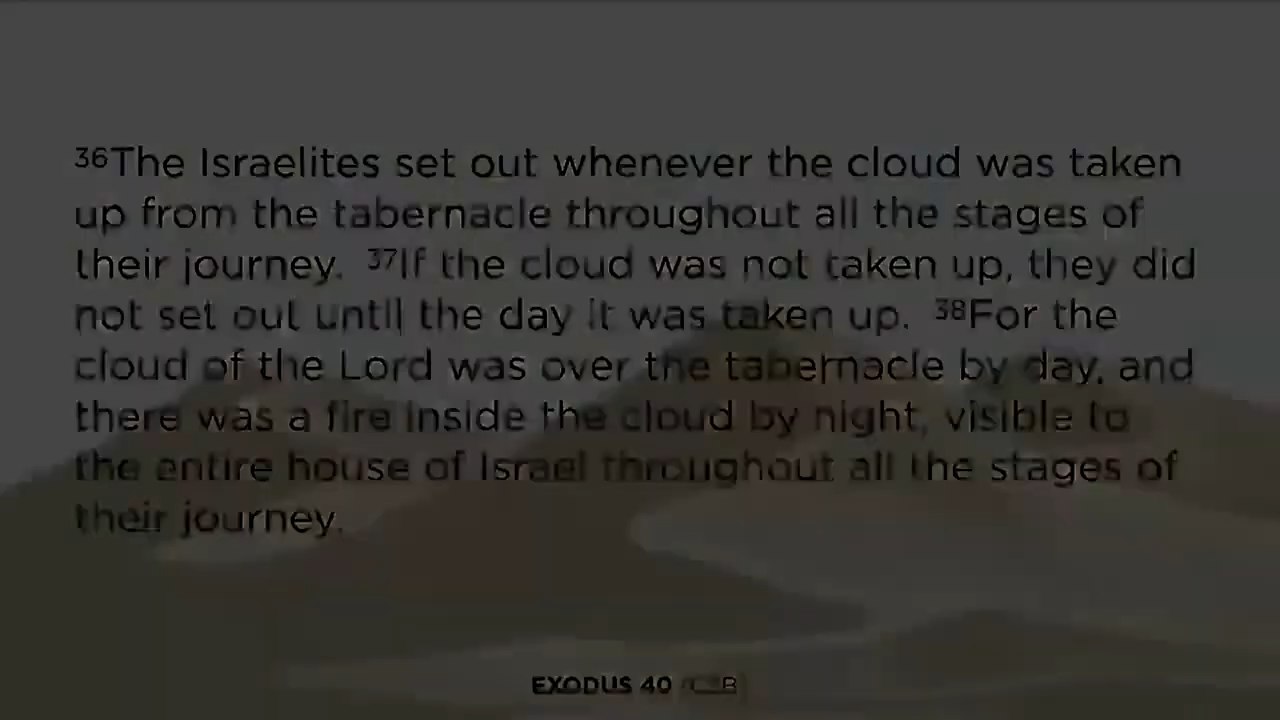 36The Israelites set out whenever the cloud was taken
up from the tabernacle throughout all the stages of
their journey. 37If the cloud was not taken up, they did
not set out until the day it was taken up. 38For the
cloud of the Lord was over the tabernacle by day, and
there was a fire inside the cloud by night, visible to
the entire house of Israel throughout all the stages of
their journey.
EXODUS 40 (CSB)